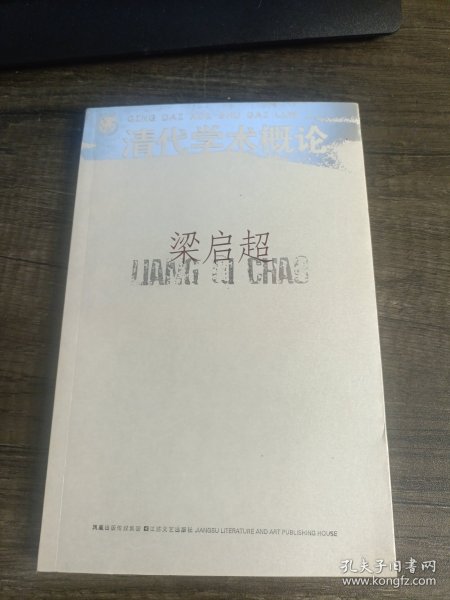 QING DAI XUE SHU GAI LUN
清代学术概论
梁启超
LIANG QI CHAO
凤凰出版传媒集团 江苏文艺出版社 JIANGSU LITERATURE AND ART PUBLISHING HOUSE
孔夫子旧书网
www.kongfz.com